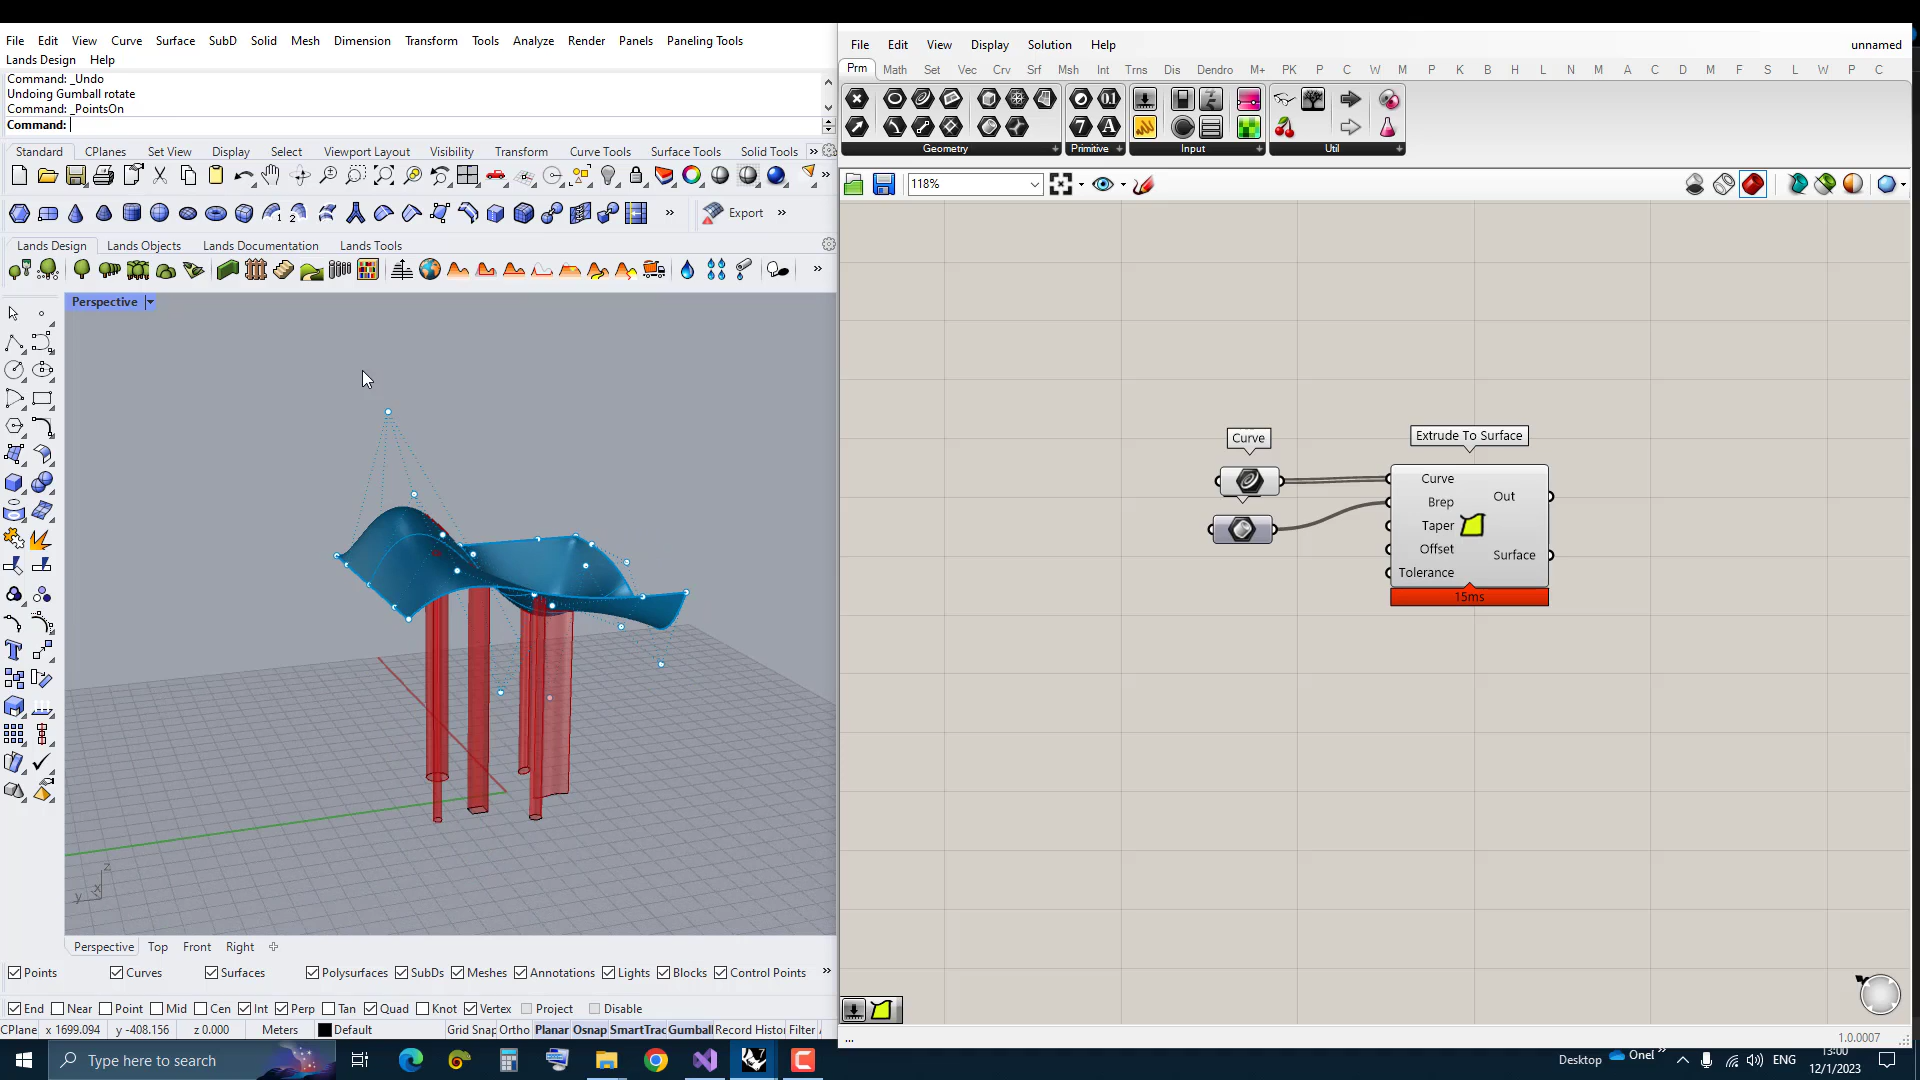 File Edit View Curve Surface SubD Solid Mesh Dimension Transform Tools Analyze Render Panels Paneling Tools
Lands Design Help
Command: _Undo
Undoing Gumball rotate
Command: _PointsOn
Command:
Standard CPlanes Set View Display Select Viewport Layout Visibility Transform Curve Tools Surface Tools Solid Tools »
Export »
Lands Design Lands Objects Lands Documentation Lands Tools
Perspective
z
y x
Perspective Top Front Right
Points Curves Surfaces Polysurfaces SubDs Meshes Annotations Lights Blocks Control Points »
End Near Point Mid Cen Int Perp Tan Quad Knot Vertex Project Disable
CPlane x 1699.094 y -408.156 z 0.000 Meters Default Grid Snap Ortho Planar Osnap SmartTrac Gumball Record Histo Filter
File Edit View Display Solution Help unnamed
Prm Math Set Vec Crv Srf Msh Int Trns Dis Dendro M+ PK P C W M P K B H L N M A C D M F S L W P C
Geometry + Primitive + Input + Util +
118%
Curve
Extrude To Surface
Curve
Brep
Taper
Offset
Tolerance
Out
Surface
15ms
...
1.0.0007
Type here to search
Desktop OneI » ENG 13:00
12/1/2023